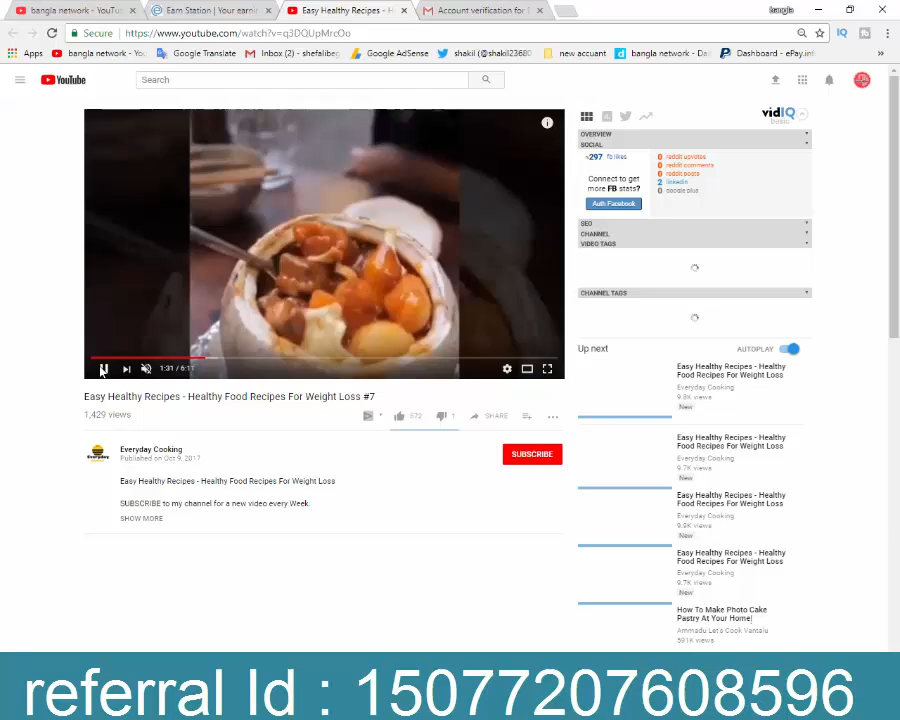 bangla network - YouTu
Earn Station | Your earni
Easy Healthy Recipes - H
Account verification for
bangla
Secure
https://www.youtube.com/watch?v=q3DQUpMrcOo
Apps
bangla network - You
Google Translate
Inbox (2) - shefalibeg
Google AdSense
shakil (@shakil23680
new accuant
bangla network - Dai
Dashboard - ePay.inf
YouTube
Search
vidIQ
OVERVIEW
SOCIAL
297 fb likes
Connect to get
more FB stats?
Auth Facebook
0 reddit upvotes
0 reddit comments
0 reddit posts
2 linkedin
0 google plus
SEO
CHANNEL
VIDEO TAGS
CHANNEL TAGS
1:31 / 6:11
Easy Healthy Recipes - Healthy Food Recipes For Weight Loss #7
1,429 views
572
1
SHARE
Everyday Cooking
Published on Oct 9, 2017
SUBSCRIBE
Easy Healthy Recipes - Healthy Food Recipes For Weight Loss
SUBSCRIBE to my channel for a new video every Week.
SHOW MORE
Up next
AUTOPLAY
Easy Healthy Recipes - Healthy
Food Recipes For Weight Loss
Everyday Cooking
9.8K views
New
Easy Healthy Recipes - Healthy
Food Recipes For Weight Loss
Everyday Cooking
9.7K views
New
Easy Healthy Recipes - Healthy
Food Recipes For Weight Loss
Everyday Cooking
9.9K views
New
Easy Healthy Recipes - Healthy
Food Recipes For Weight Loss
Everyday Cooking
9.7K views
New
How To Make Photo Cake
Pastry At Your Home|
Ammadu Let's Cook Vantalu
591K views
referral Id : 15077207608596